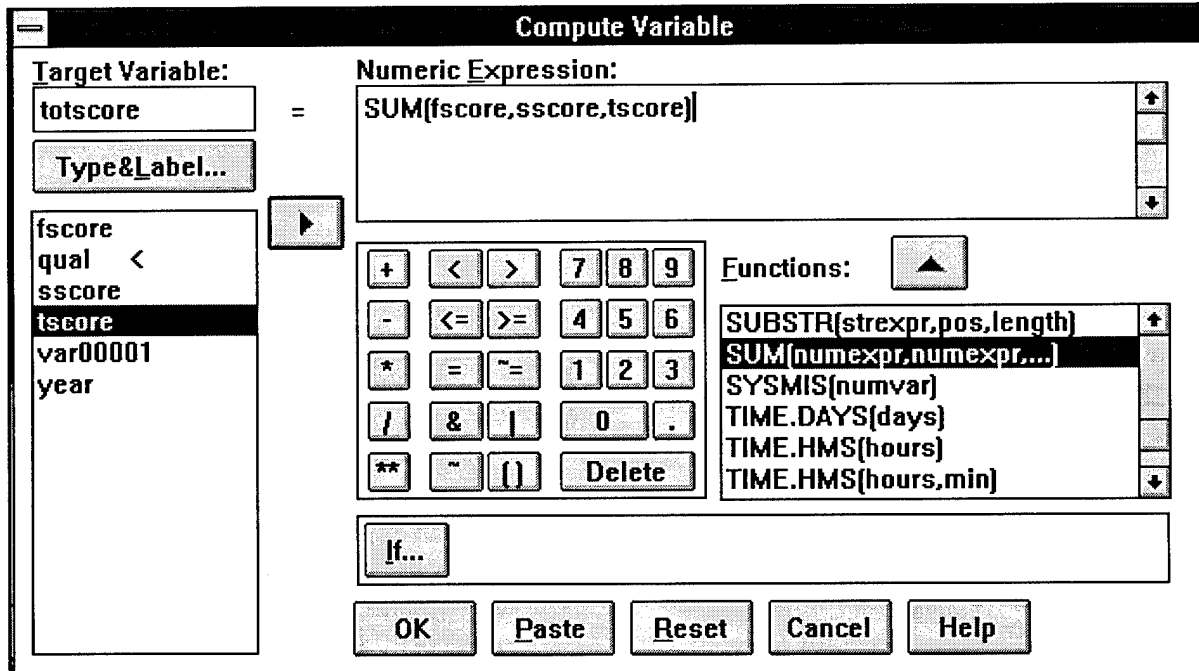 Compute Variable
Target Variable:
totscore
=
Type&Label...
Numeric Expression:
SUM(fscore,sscore,tscore)
fscore
qual <
sscore
tscore
var00001
year
+ < > 7 8 9
- <= >= 4 5 6
* = ~= 1 2 3
/ & | 0 .
** ~ () Delete
Functions:
SUBSTR(strexpr,pos,length)
SUM(numexpr,numexpr,...)
SYSMIS(numvar)
TIME.DAYS(days)
TIME.HMS(hours)
TIME.HMS(hours,min)
If...
OK Paste Reset Cancel Help